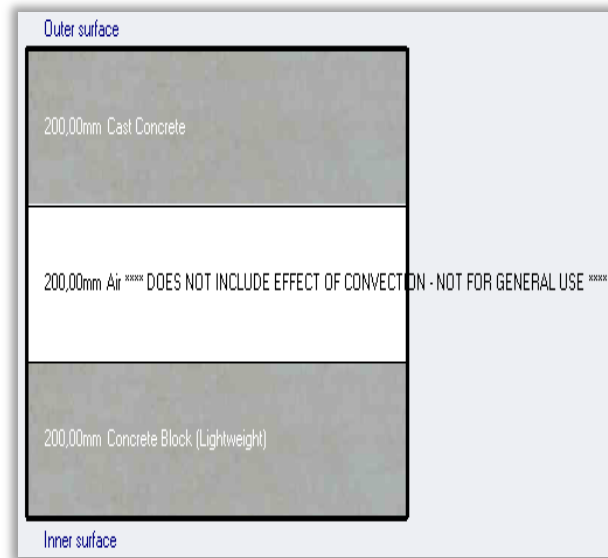 Outer surface
200,00mm Cast Concrete
200,00mm Air **** DOES NOT INCLUDE EFFECT OF CONVECTION - NOT FOR GENERAL USE ****
200,00mm Concrete Block (Lightweight)
Inner surface